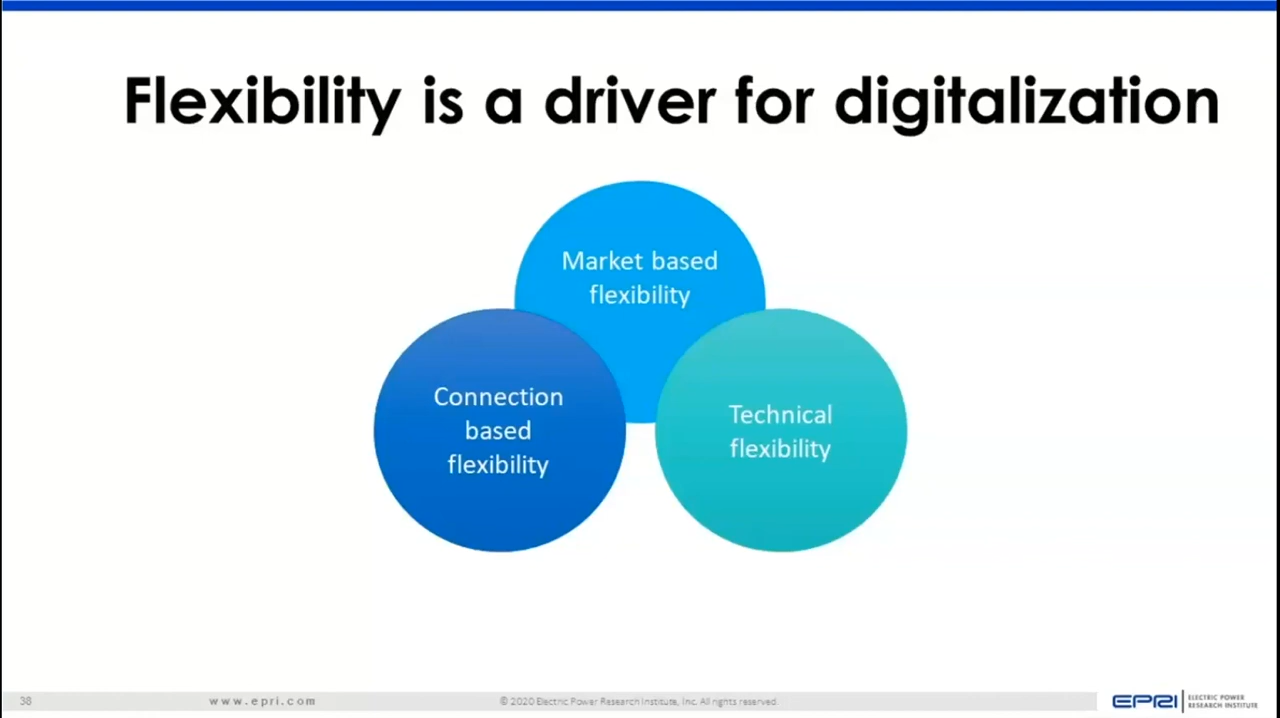 Flexibility is a driver for digitalization
Market based
flexibility
Connection
based
flexibility
Technical
flexibility
38
www.epri.com
© 2020 Electric Power Research Institute, Inc. All rights reserved.
EPRI
ELECTRIC POWER
RESEARCH INSTITUTE